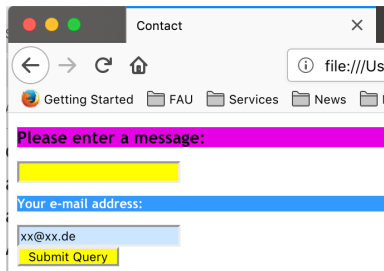 Contact
file:///Us
Getting Started FAU Services News
Please enter a message:
Your e-mail address:
xx@xx.de
Submit Query